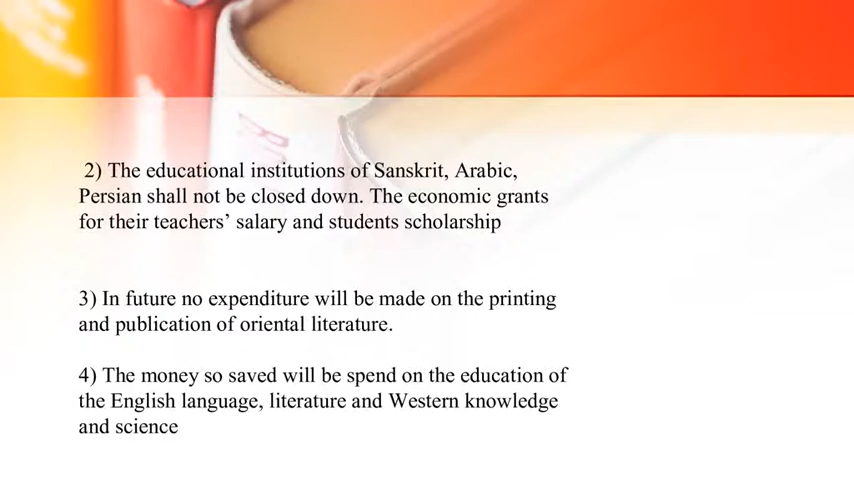 2) The educational institutions of Sanskrit, Arabic,
Persian shall not be closed down. The economic grants
for their teachers’ salary and students scholarship
3) In future no expenditure will be made on the printing
and publication of oriental literature.
4) The money so saved will be spend on the education of
the English language, literature and Western knowledge
and science